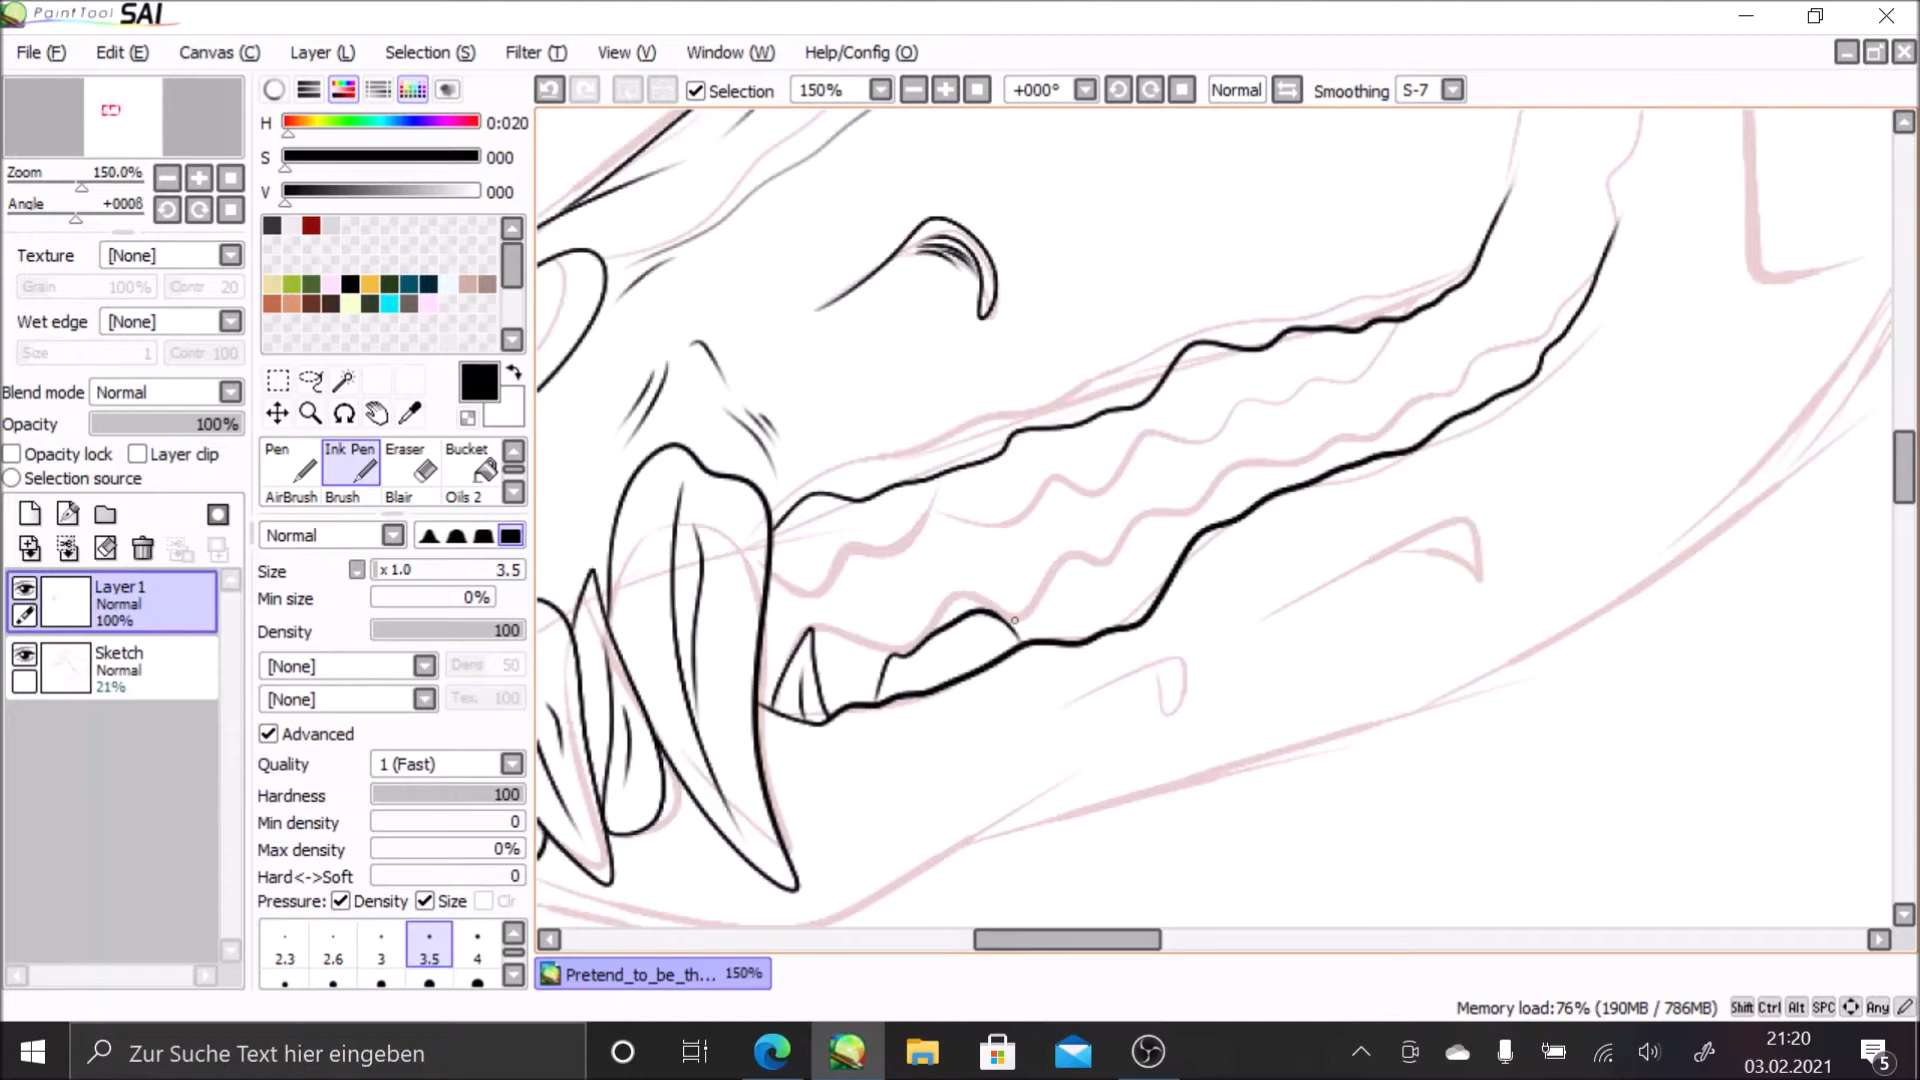 PaintTool SAI
File (F) Edit (E) Canvas (C) Layer (L) Selection (S) Filter (T) View (V) Window (W) Help/Config (O)
Selection 150% +000° Normal Smoothing S-7
H 0:020
S 000
V 000
Zoom 150.0%
Angle +000ß
Texture [None]
Grain 100% Contr 20
Wet edge [None]
Size 1 Contr 100
Blend mode Normal
Opacity 100%
Opacity lock Layer clip
Selection source
Layer1
Normal
100%
Sketch
Normal
21%
Pen Ink Pen Eraser Bucket
AirBrush Brush Blair Oils 2
Normal
Size x 1.0 3.5
Min size 0%
Density 100
[None] Dens 50
[None] Tex. 100
Advanced
Quality 1 (Fast)
Hardness 100
Min density 0
Max density 0%
Hard<->Soft 0
Pressure: Density Size Clr
2.3 2.6 3 3.5 4
Pretend_to_be_th... 150%
Memory load:76% (190MB / 786MB) Shift Ctrl Alt SPC Any
Zur Suche Text hier eingeben
21:20
03.02.2021
5